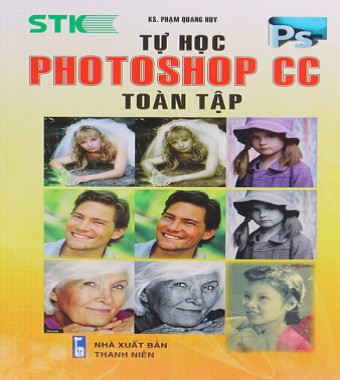 STK
KS. PHẠM QUANG HUY
Ps
TỰ HỌC
PHOTOSHOP CC
TOÀN TẬP
NHÀ XUẤT BẢN
THANH NIÊN